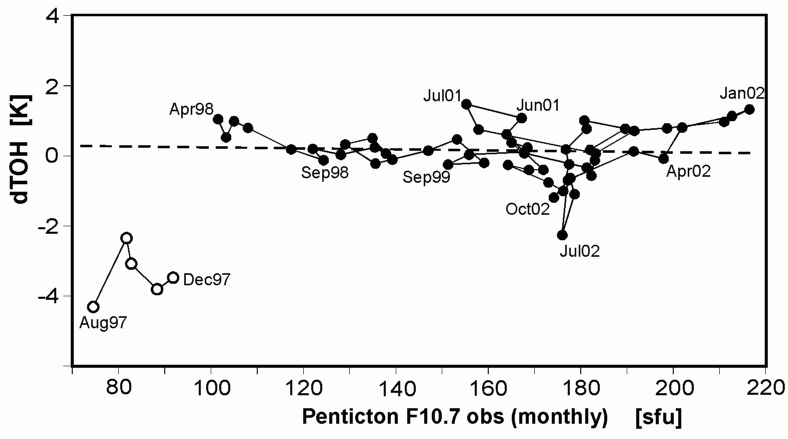 4
2
0
-2
-4
dTOH [K]
Apr98
Sep98
Sep99
Jul01
Jun01
Jan02
Apr02
Oct02
Jul02
Dec97
Aug97
80 100 120 140 160 180 200 220
Penticton F10.7 obs (monthly) [sfu]